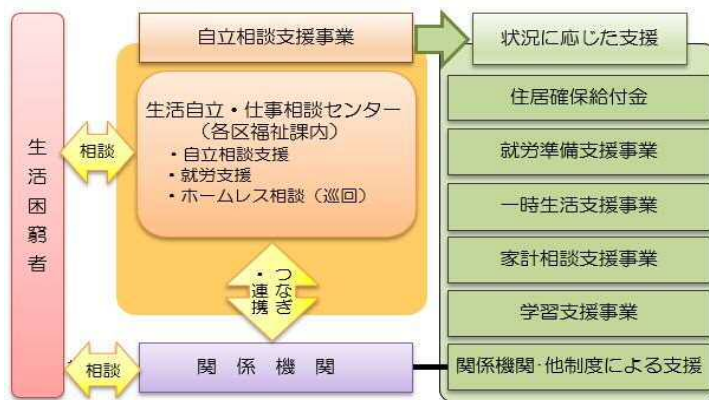 自立相談支援事業
状況に応じた支援
生活困窮者
相談
生活自立・仕事相談センター
（各区福祉課内）
・自立相談支援
・就労支援
・ホームレス相談（巡回）
つなぎ
・連携
相談
関係機関
住居確保給付金
就労準備支援事業
一時生活支援事業
家計相談支援事業
学習支援事業
関係機関・他制度による支援